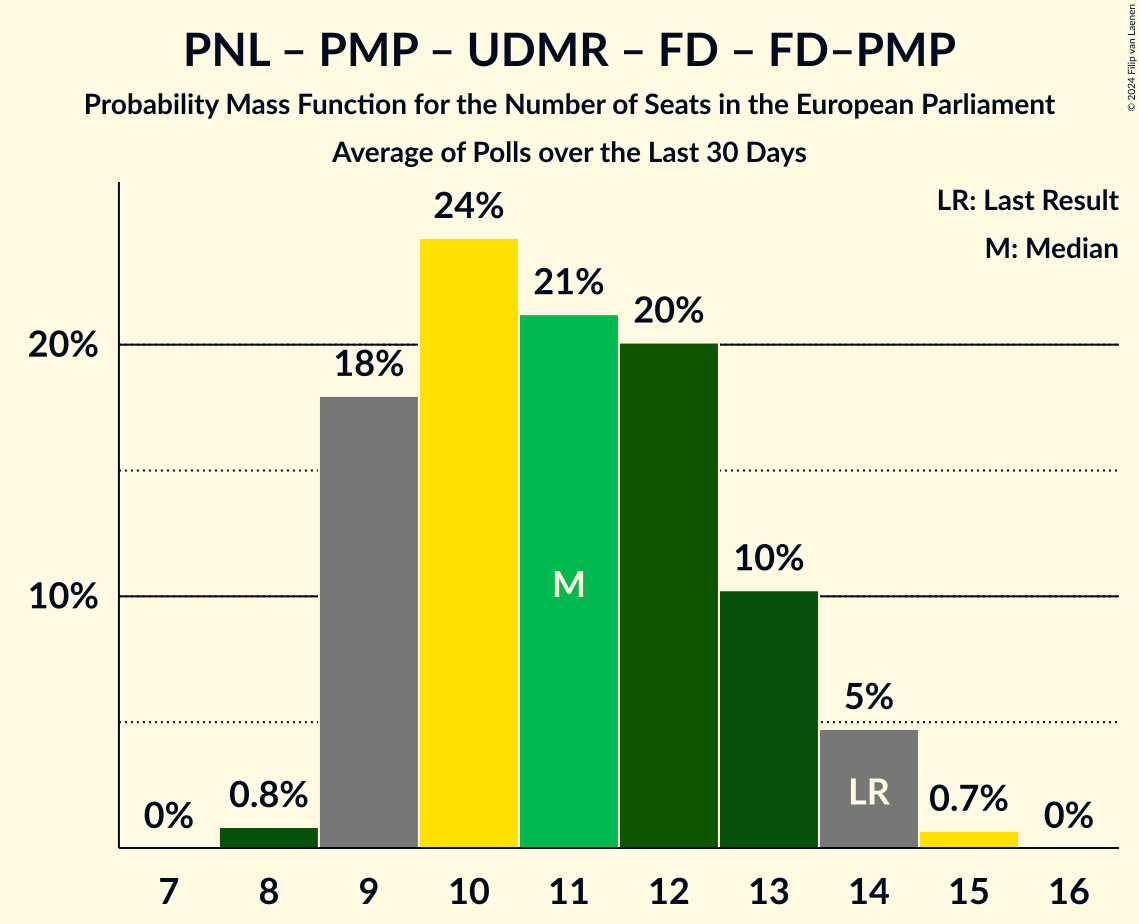 PNL – PMP – UDMR – FD – FD–PMP
Probability Mass Function for the Number of Seats in the European Parliament
Average of Polls over the Last 30 Days
© 2024 Filip van Laenen
LR: Last Result
M: Median
20%
10%
0%
0.8%
18%
24%
21%
20%
10%
5%
0.7%
0%
M
LR
7 8 9 10 11 12 13 14 15 16